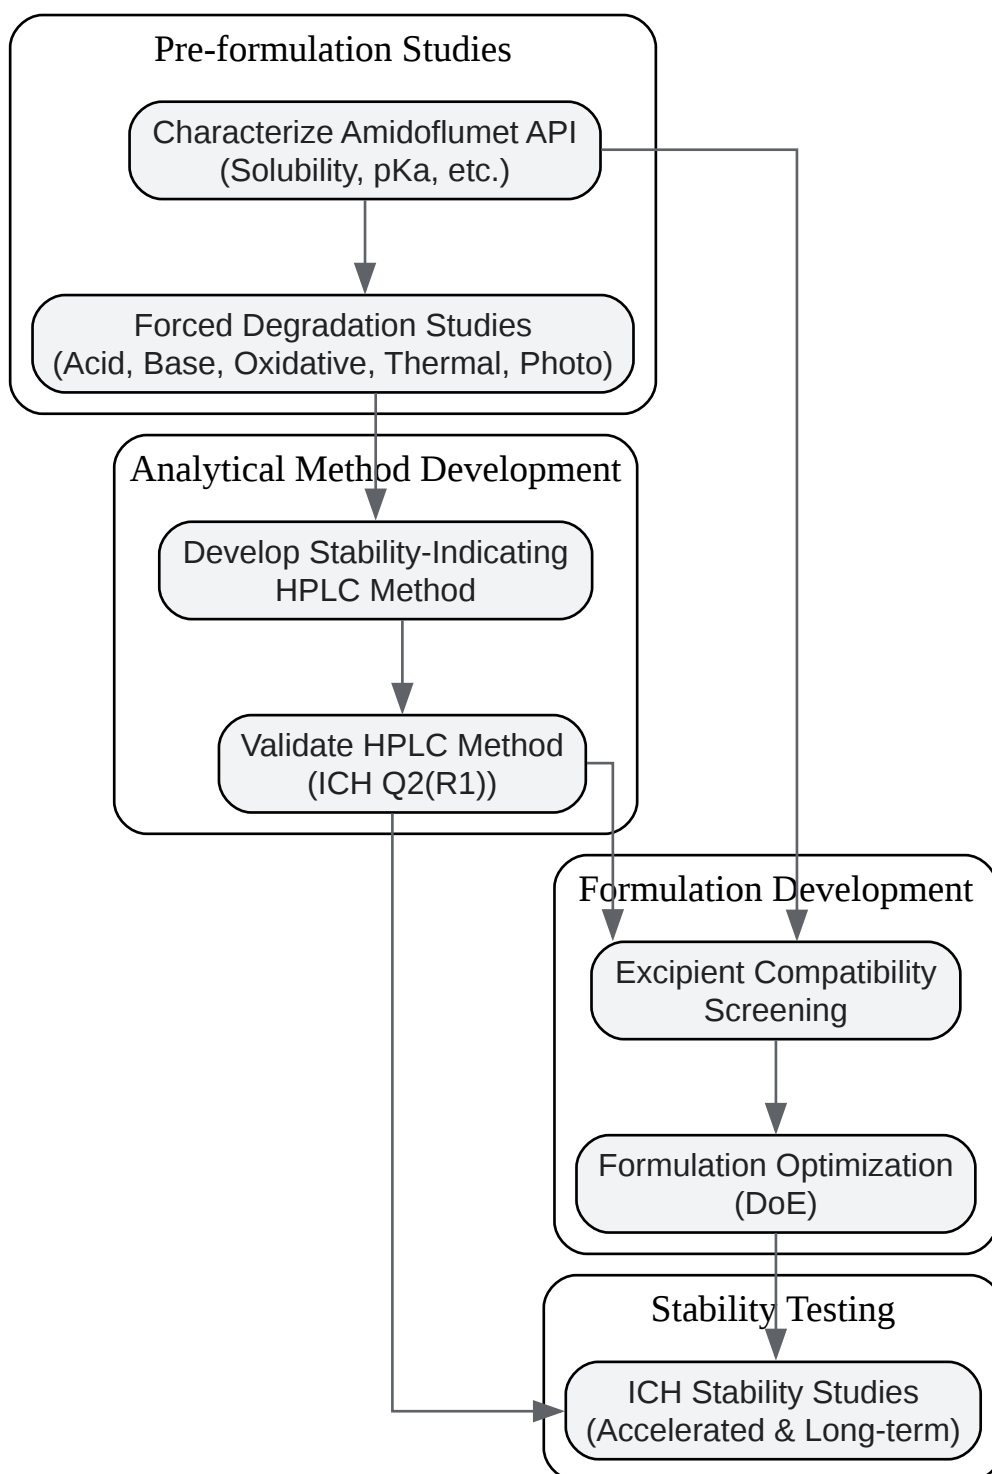 Pre-formulation Studies
Characterize Amidoflumet API
(Solubility, pKa, etc.)
Forced Degradation Studies
(Acid, Base, Oxidative, Thermal, Photo)
Analytical Method Development
Develop Stability-Indicating
HPLC Method
Validate HPLC Method
(ICH Q2(R1))
Formulation Development
Excipient Compatibility
Screening
Formulation Optimization
(DoE)
Stability Testing
ICH Stability Studies
(Accelerated & Long-term)